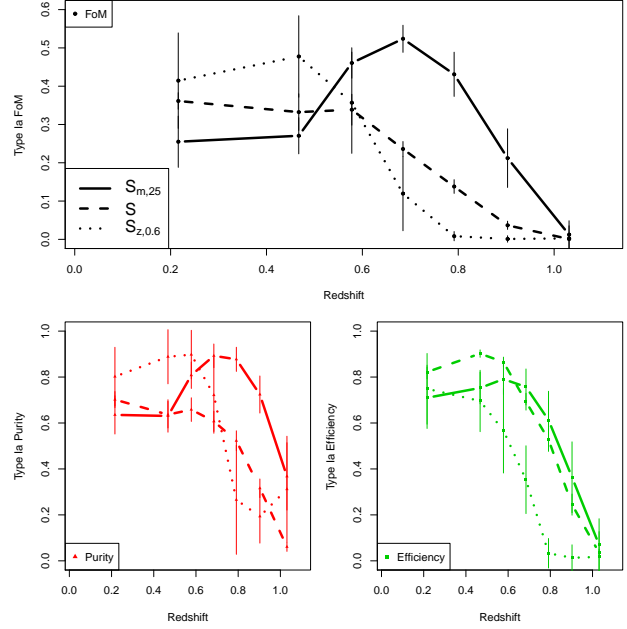 FoM
0.6
0.5
0.4
0.3
0.2
0.1
0.0
Type Ia FoM
S_{m,25}
S
S_{z,0.6}
0.0 0.2 0.4 0.6 0.8 1.0
Redshift
1.0
0.8
0.6
0.4
0.2
0.0
Type Ia Purity
Purity
0.0 0.2 0.4 0.6 0.8 1.0
Redshift
1.0
0.8
0.6
0.4
0.2
0.0
Type Ia Efficiency
Efficiency
0.0 0.2 0.4 0.6 0.8 1.0
Redshift